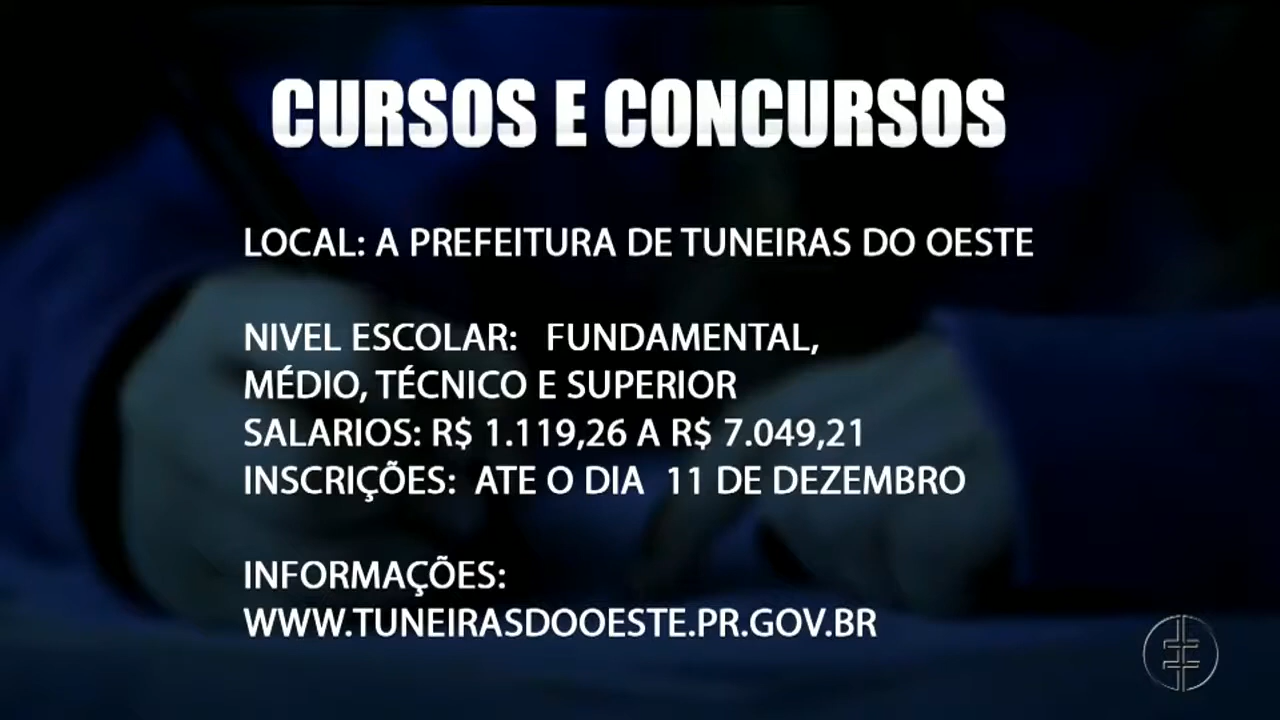 CURSOS E CONCURSOS
LOCAL: A PREFEITURA DE TUNEIRAS DO OESTE
NIVEL ESCOLAR: FUNDAMENTAL,
MÉDIO, TÉCNICO E SUPERIOR
SALARIOS: R$ 1.119,26 A R$ 7.049,21
INSCRIÇÕES: ATE O DIA 11 DE DEZEMBRO
INFORMAÇÕES:
WWW.TUNEIRASDOOESTE.PR.GOV.BR